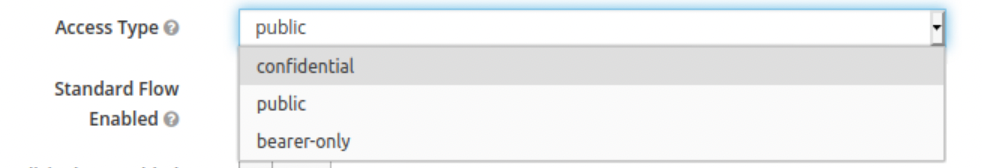 Access Type
public
confidential
Standard Flow
Enabled
public
bearer-only